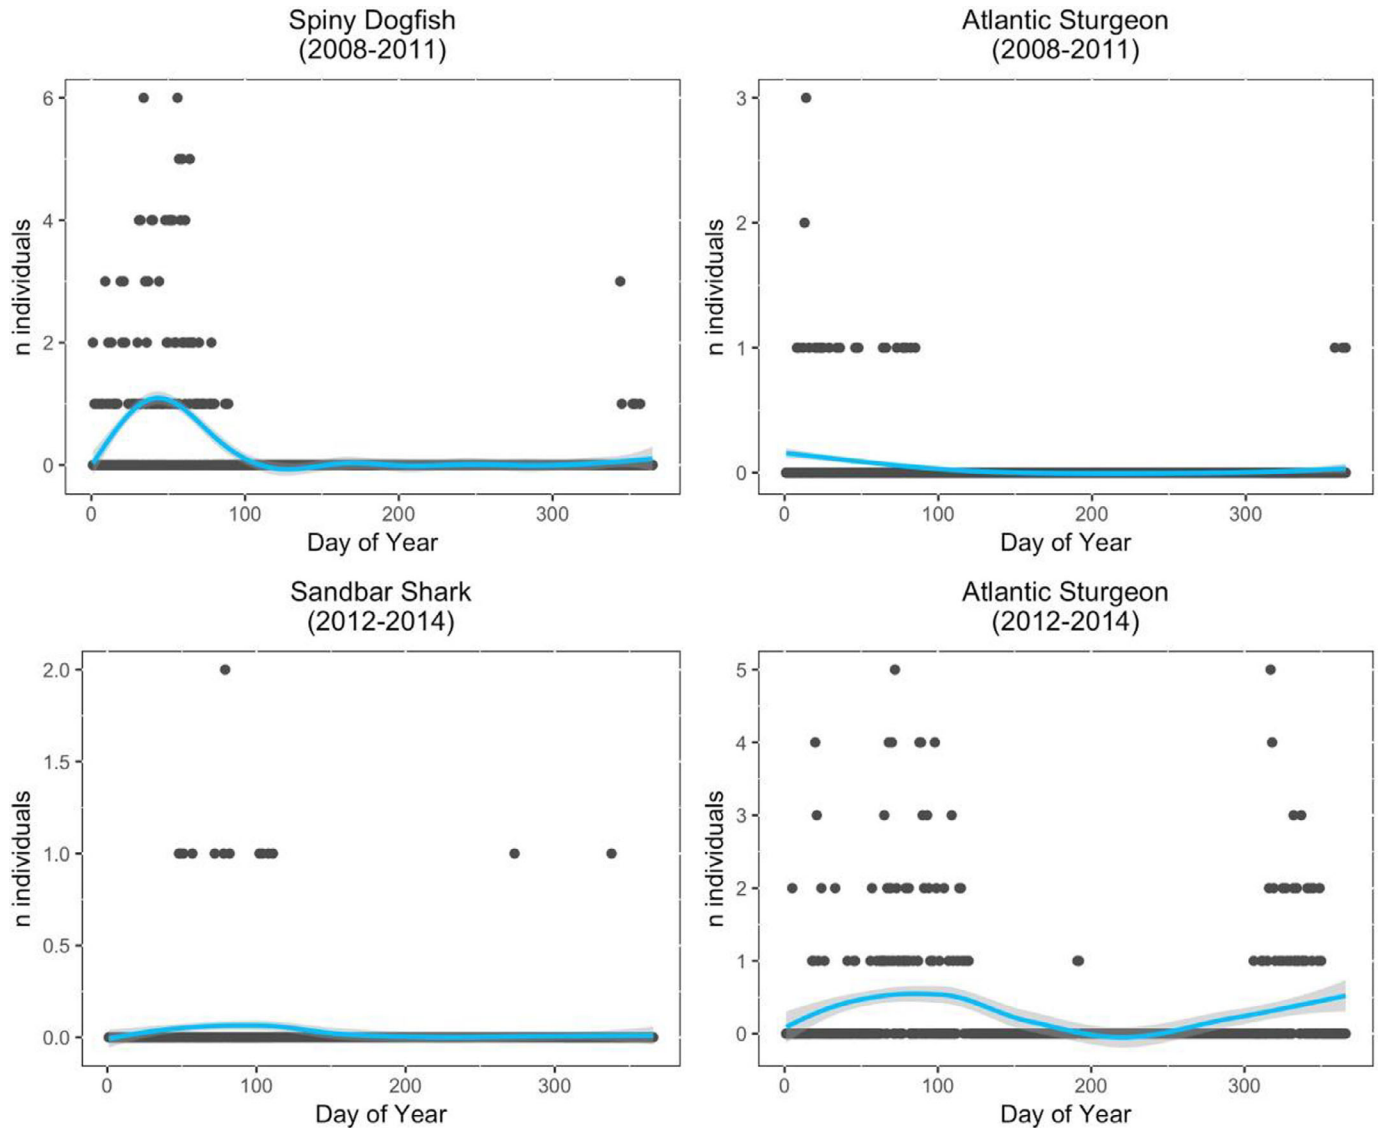 Spiny Dogfish
(2008-2011)
n individuals
6
4
2
0
0 100 200 300
Day of Year
Atlantic Sturgeon
(2008-2011)
n individuals
3
2
1
0
0 100 200 300
Day of Year
Sandbar Shark
(2012-2014)
n individuals
2.0
1.5
1.0
0.5
0.0
0 100 200 300
Day of Year
Atlantic Sturgeon
(2012-2014)
n individuals
5
4
3
2
1
0
0 100 200 300
Day of Year